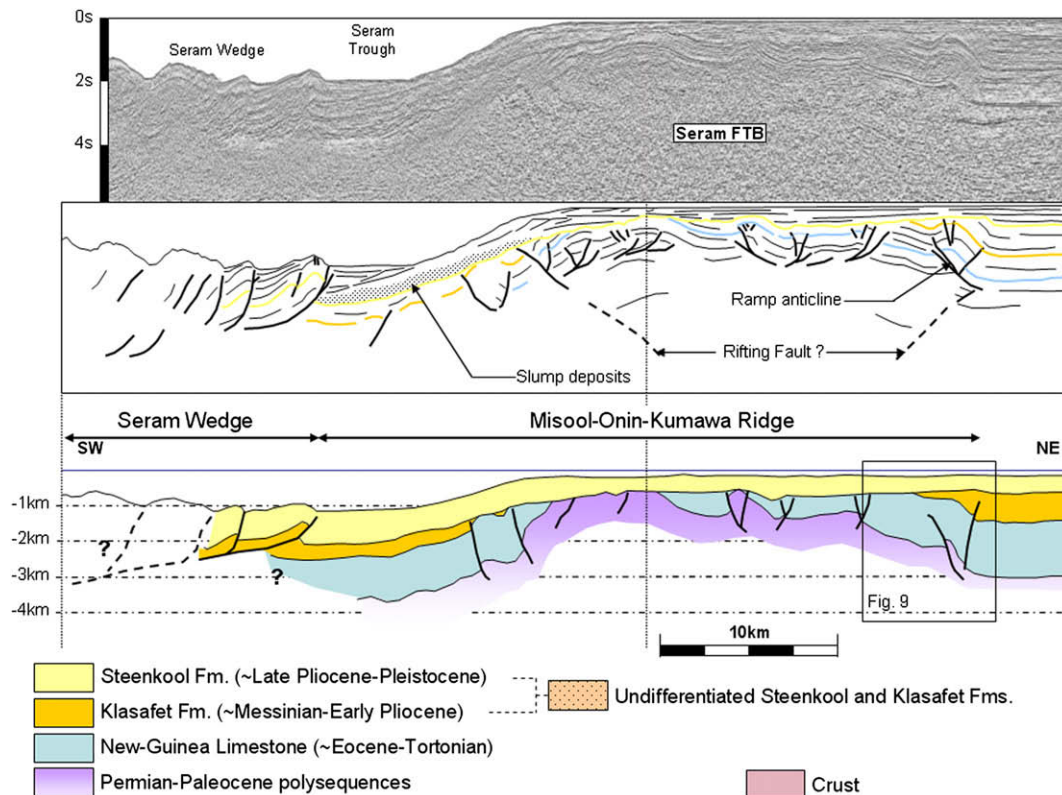 0s
Seram Wedge
Seram
Trough
2s
4s
Seram FTB
Ramp anticline
Rifting Fault ?
Slump deposits
Seram Wedge
Misool-Onin-Kumawa Ridge
SW
NE
-1km
-2km
?
-3km
?
-4km
Fig. 9
10km
Steenkool Fm. (~Late Pliocene-Pleistocene)
Undifferentiated Steenkool and Klasafet Fms.
Klasafet Fm. (~Messinian-Early Pliocene)
New-Guinea Limestone (~Eocene-Tortonian)
Permian-Paleocene polysequences
Crust